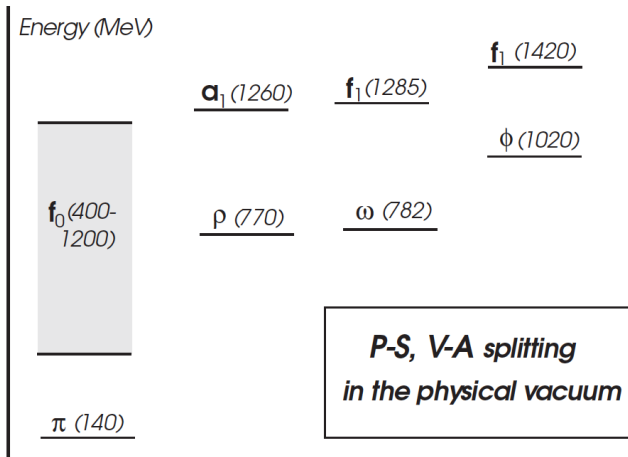 Energy (MeV)
f1 (1420)
a1 (1260)
f1 (1285)
ϕ (1020)
f0 (400-
1200)
ρ (770)
ω (782)
P-S, V-A splitting
in the physical vacuum
π (140)